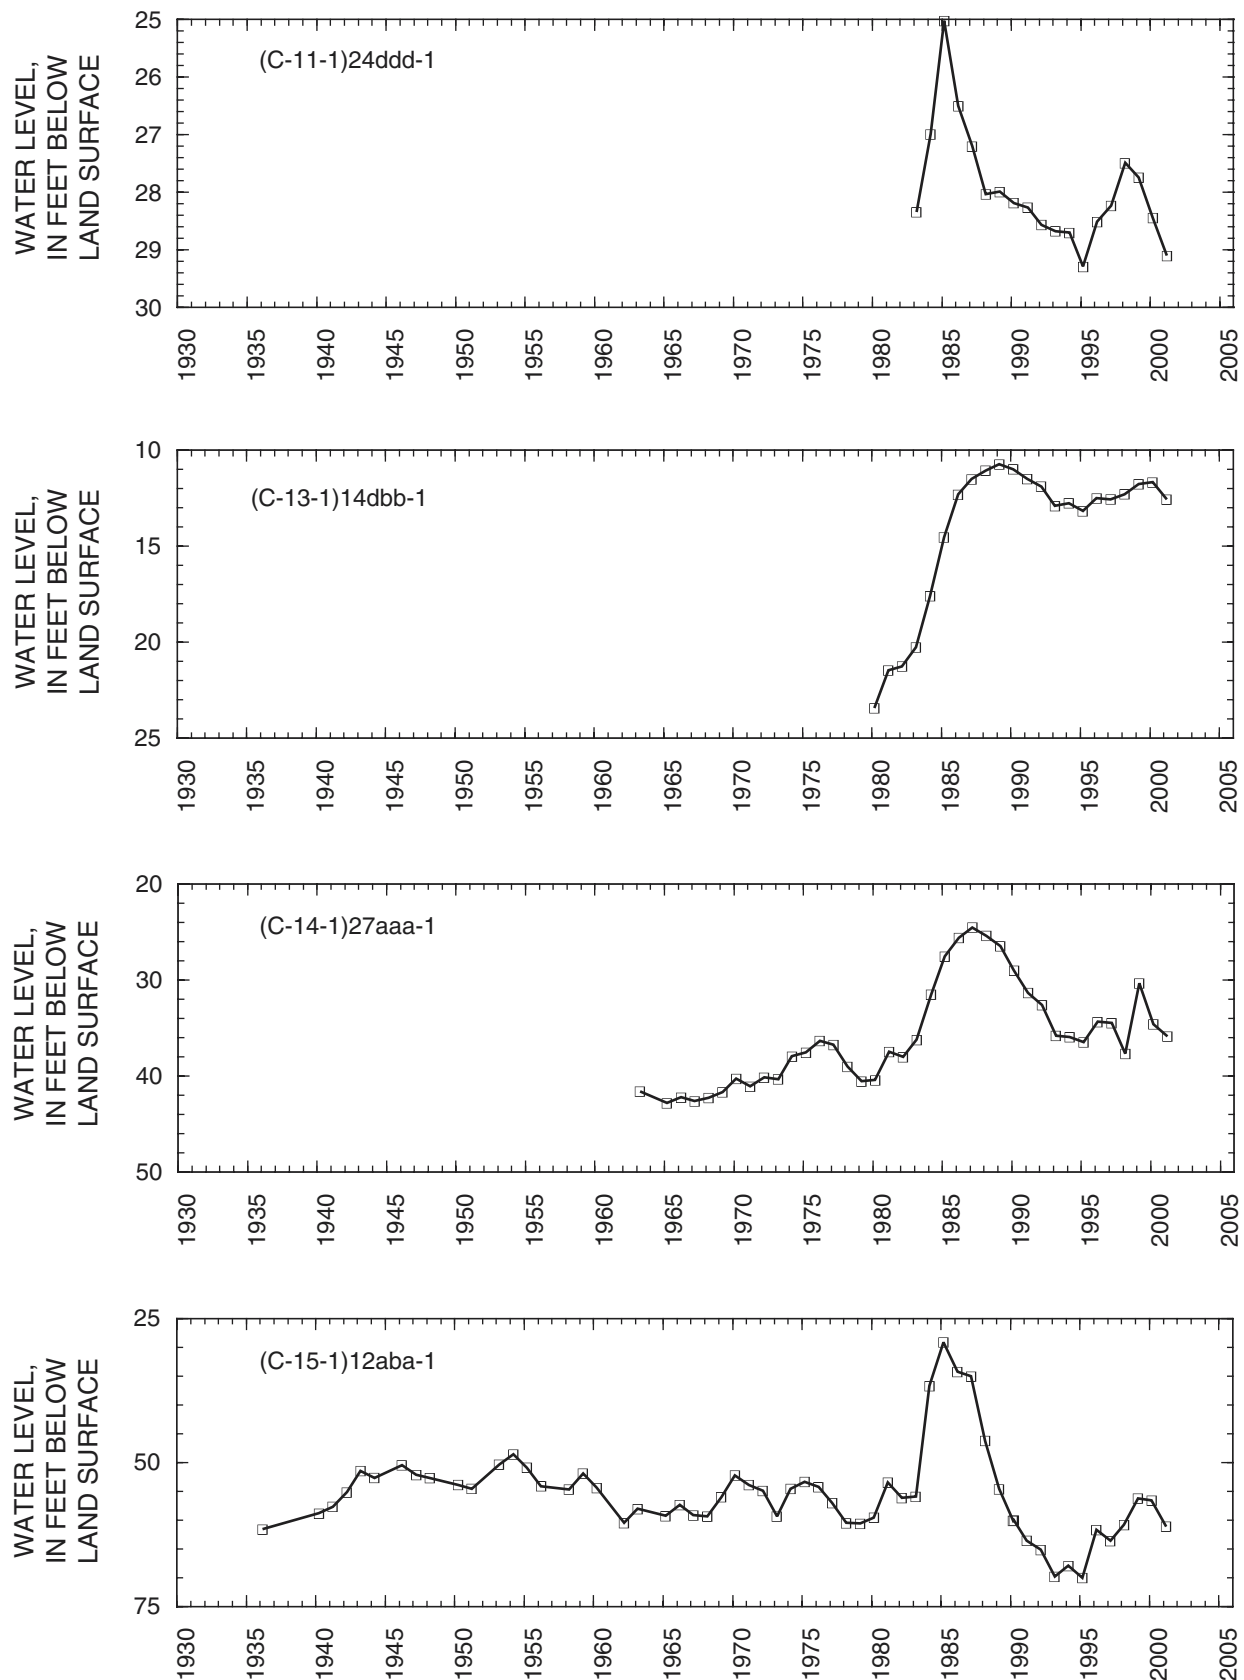 WATER LEVEL,
IN FEET BELOW
LAND SURFACE
25
26
27
28
29
30
(C-11-1)24ddd-1
1930 1935 1940 1945 1950 1955 1960 1965 1970 1975 1980 1985 1990 1995 2000 2005
WATER LEVEL,
IN FEET BELOW
LAND SURFACE
10
15
20
25
(C-13-1)14dbb-1
1930 1935 1940 1945 1950 1955 1960 1965 1970 1975 1980 1985 1990 1995 2000 2005
WATER LEVEL,
IN FEET BELOW
LAND SURFACE
20
30
40
50
(C-14-1)27aaa-1
1930 1935 1940 1945 1950 1955 1960 1965 1970 1975 1980 1985 1990 1995 2000 2005
WATER LEVEL,
IN FEET BELOW
LAND SURFACE
25
50
75
(C-15-1)12aba-1
1930 1935 1940 1945 1950 1955 1960 1965 1970 1975 1980 1985 1990 1995 2000 2005